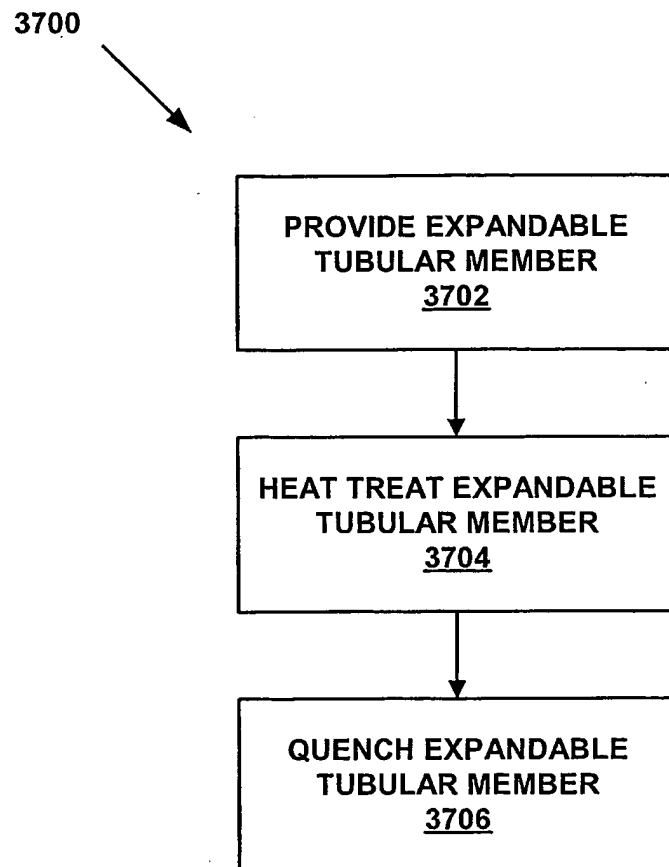 3700
PROVIDE EXPANDABLE
TUBULAR MEMBER
3702
HEAT TREAT EXPANDABLE
TUBULAR MEMBER
3704
QUENCH EXPANDABLE
TUBULAR MEMBER
3706